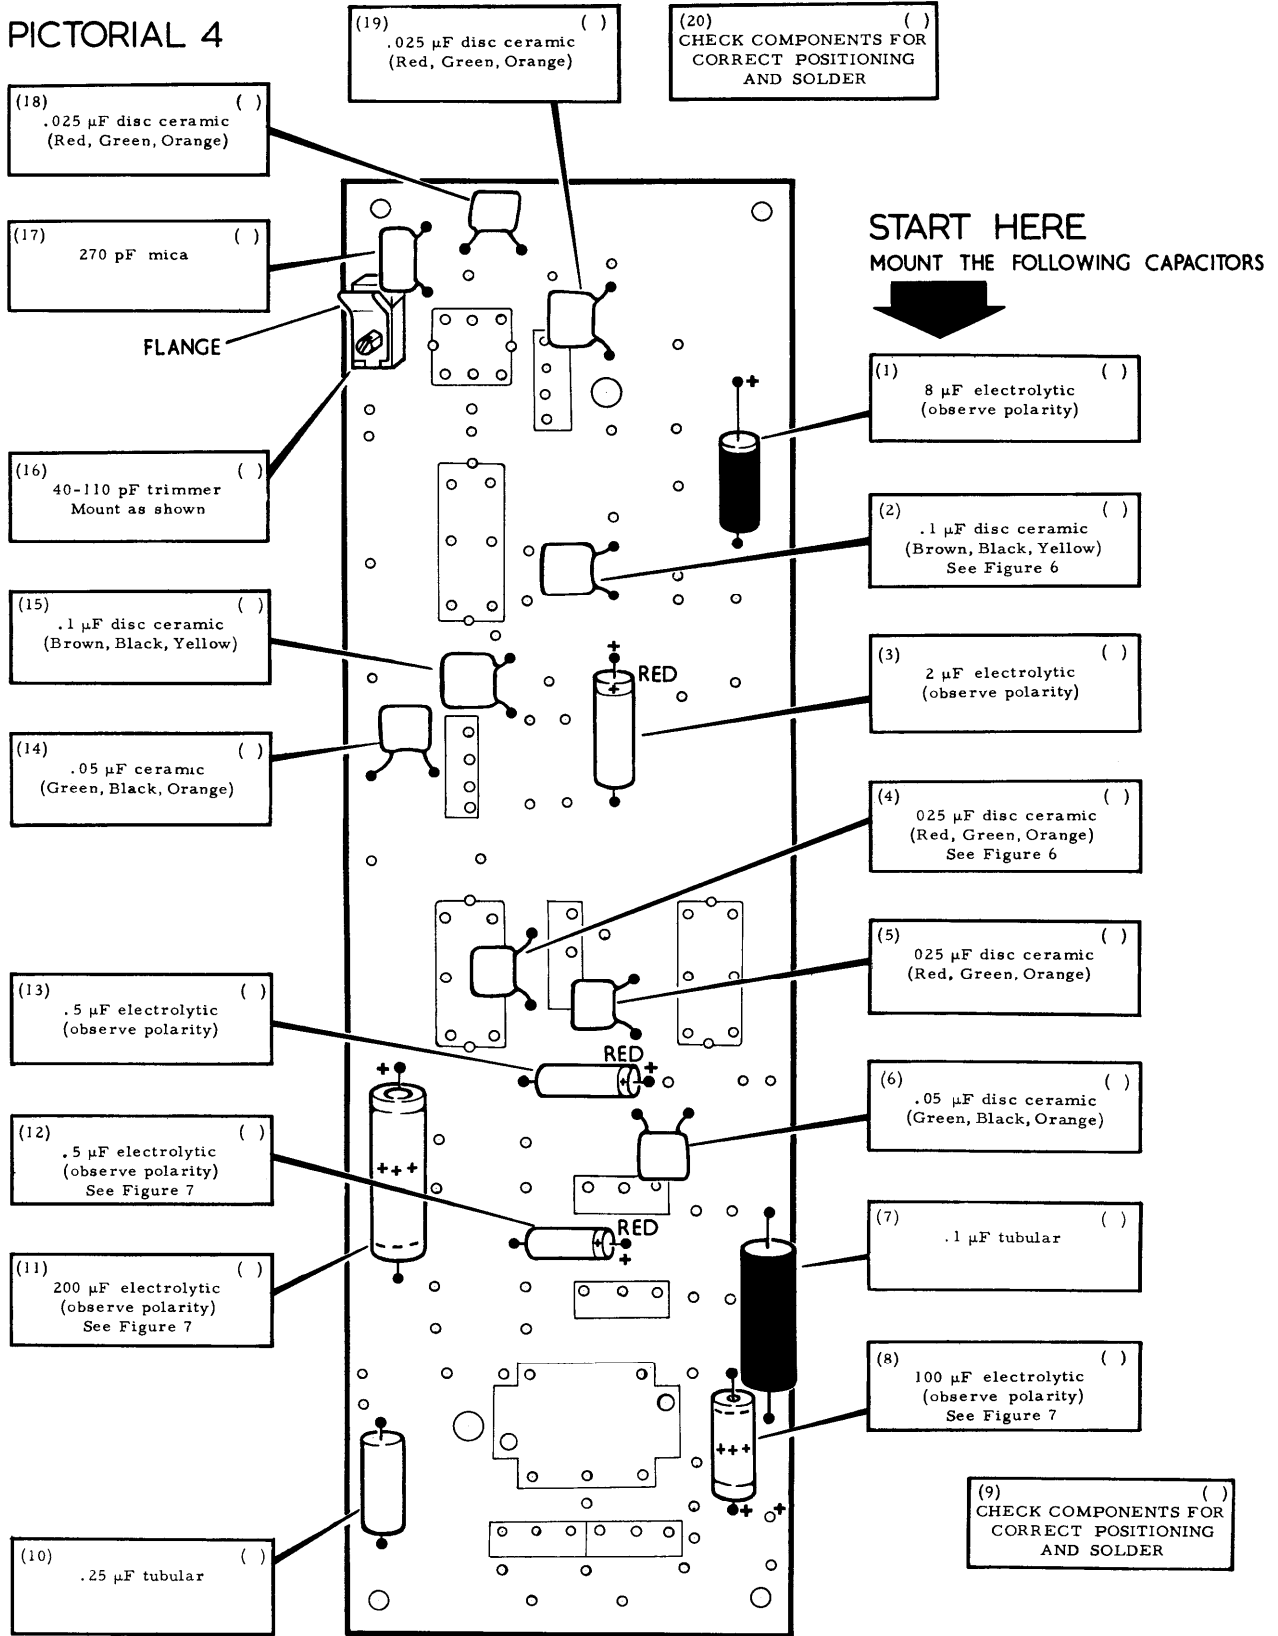 PICTORIAL 4
(19) ( )
.025 μF disc ceramic
(Red, Green, Orange)
(20) ( )
CHECK COMPONENTS FOR
CORRECT POSITIONING
AND SOLDER
(18) ( )
.025 μF disc ceramic
(Red, Green, Orange)
(17) ( )
270 pF mica
FLANGE
(16) ( )
40-110 pF trimmer
Mount as shown
(15) ( )
.1 μF disc ceramic
(Brown, Black, Yellow)
(14) ( )
.05 μF ceramic
(Green, Black, Orange)
(13) ( )
.5 μF electrolytic
(observe polarity)
(12) ( )
.5 μF electrolytic
(observe polarity)
See Figure 7
(11) ( )
200 μF electrolytic
(observe polarity)
See Figure 7
(10) ( )
.25 μF tubular
+
+
RED
+
RED
+
+
+
+++
RED
+
+
+++
+
+
START HERE
MOUNT THE FOLLOWING CAPACITORS
(1) ( )
8 μF electrolytic
(observe polarity)
(2) ( )
.1 μF disc ceramic
(Brown, Black, Yellow)
See Figure 6
(3) ( )
2 μF electrolytic
(observe polarity)
(4) ( )
025 μF disc ceramic
(Red, Green, Orange)
See Figure 6
(5) ( )
025 μF disc ceramic
(Red, Green, Orange)
(6) ( )
.05 μF disc ceramic
(Green, Black, Orange)
(7) ( )
.1 μF tubular
(8) ( )
100 μF electrolytic
(observe polarity)
See Figure 7
(9) ( )
CHECK COMPONENTS FOR
CORRECT POSITIONING
AND SOLDER